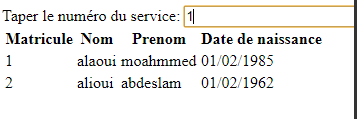 Taper le numéro du service: 1
Matricule Nom Prenom Date de naissance
1 alaoui moahmmed 01/02/1985
2 alioui abdeslam 01/02/1962